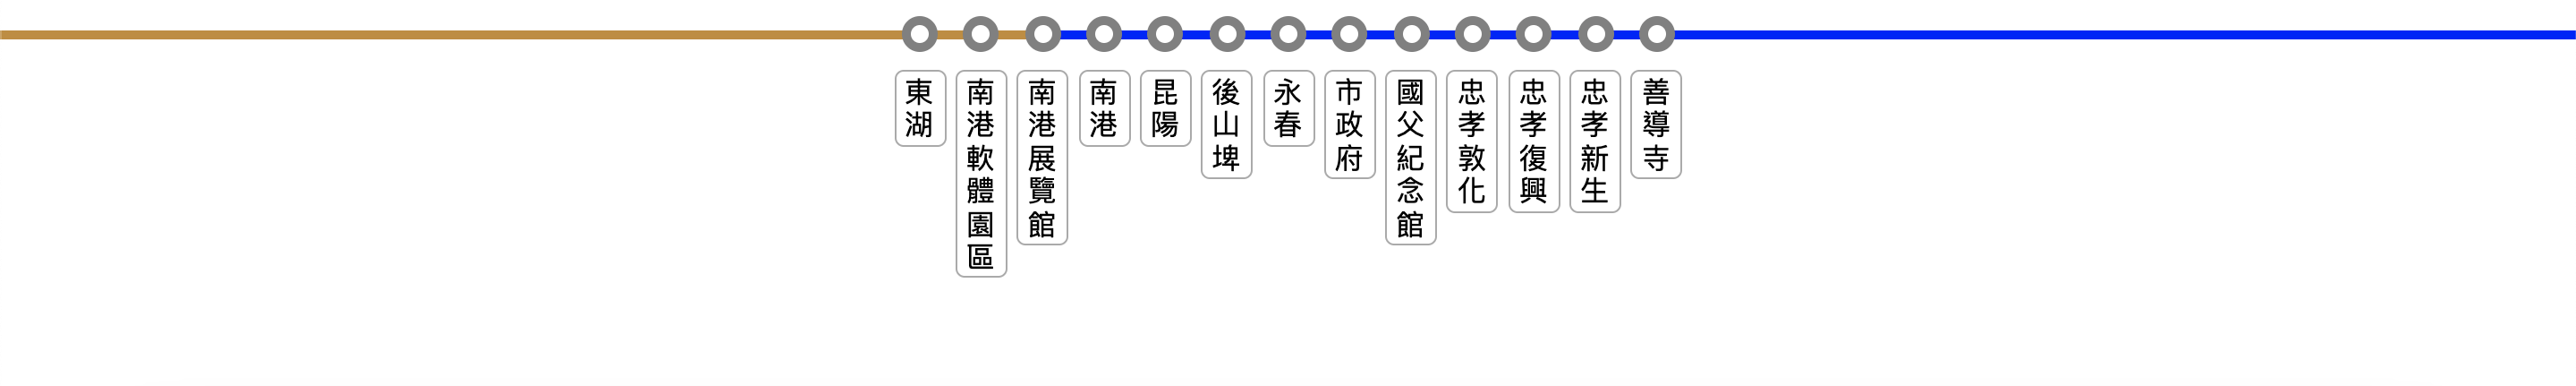 東湖
南港軟體園區
南港展覽館
南港
昆陽
後山埤
永春
市政府
國父紀念館
忠孝敦化
忠孝復興
忠孝新生
善導寺